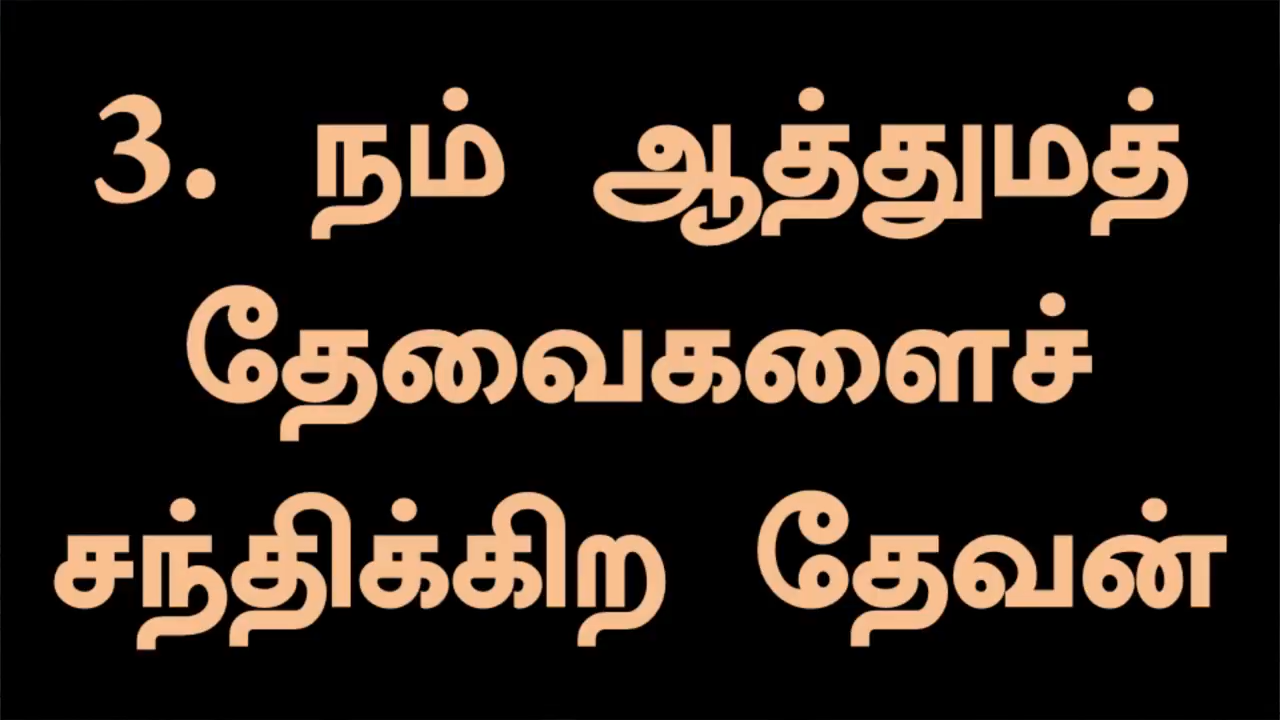 3. நம் ஆத்துமத்
தேவைகளைச்
சந்திக்கிற தேவன்